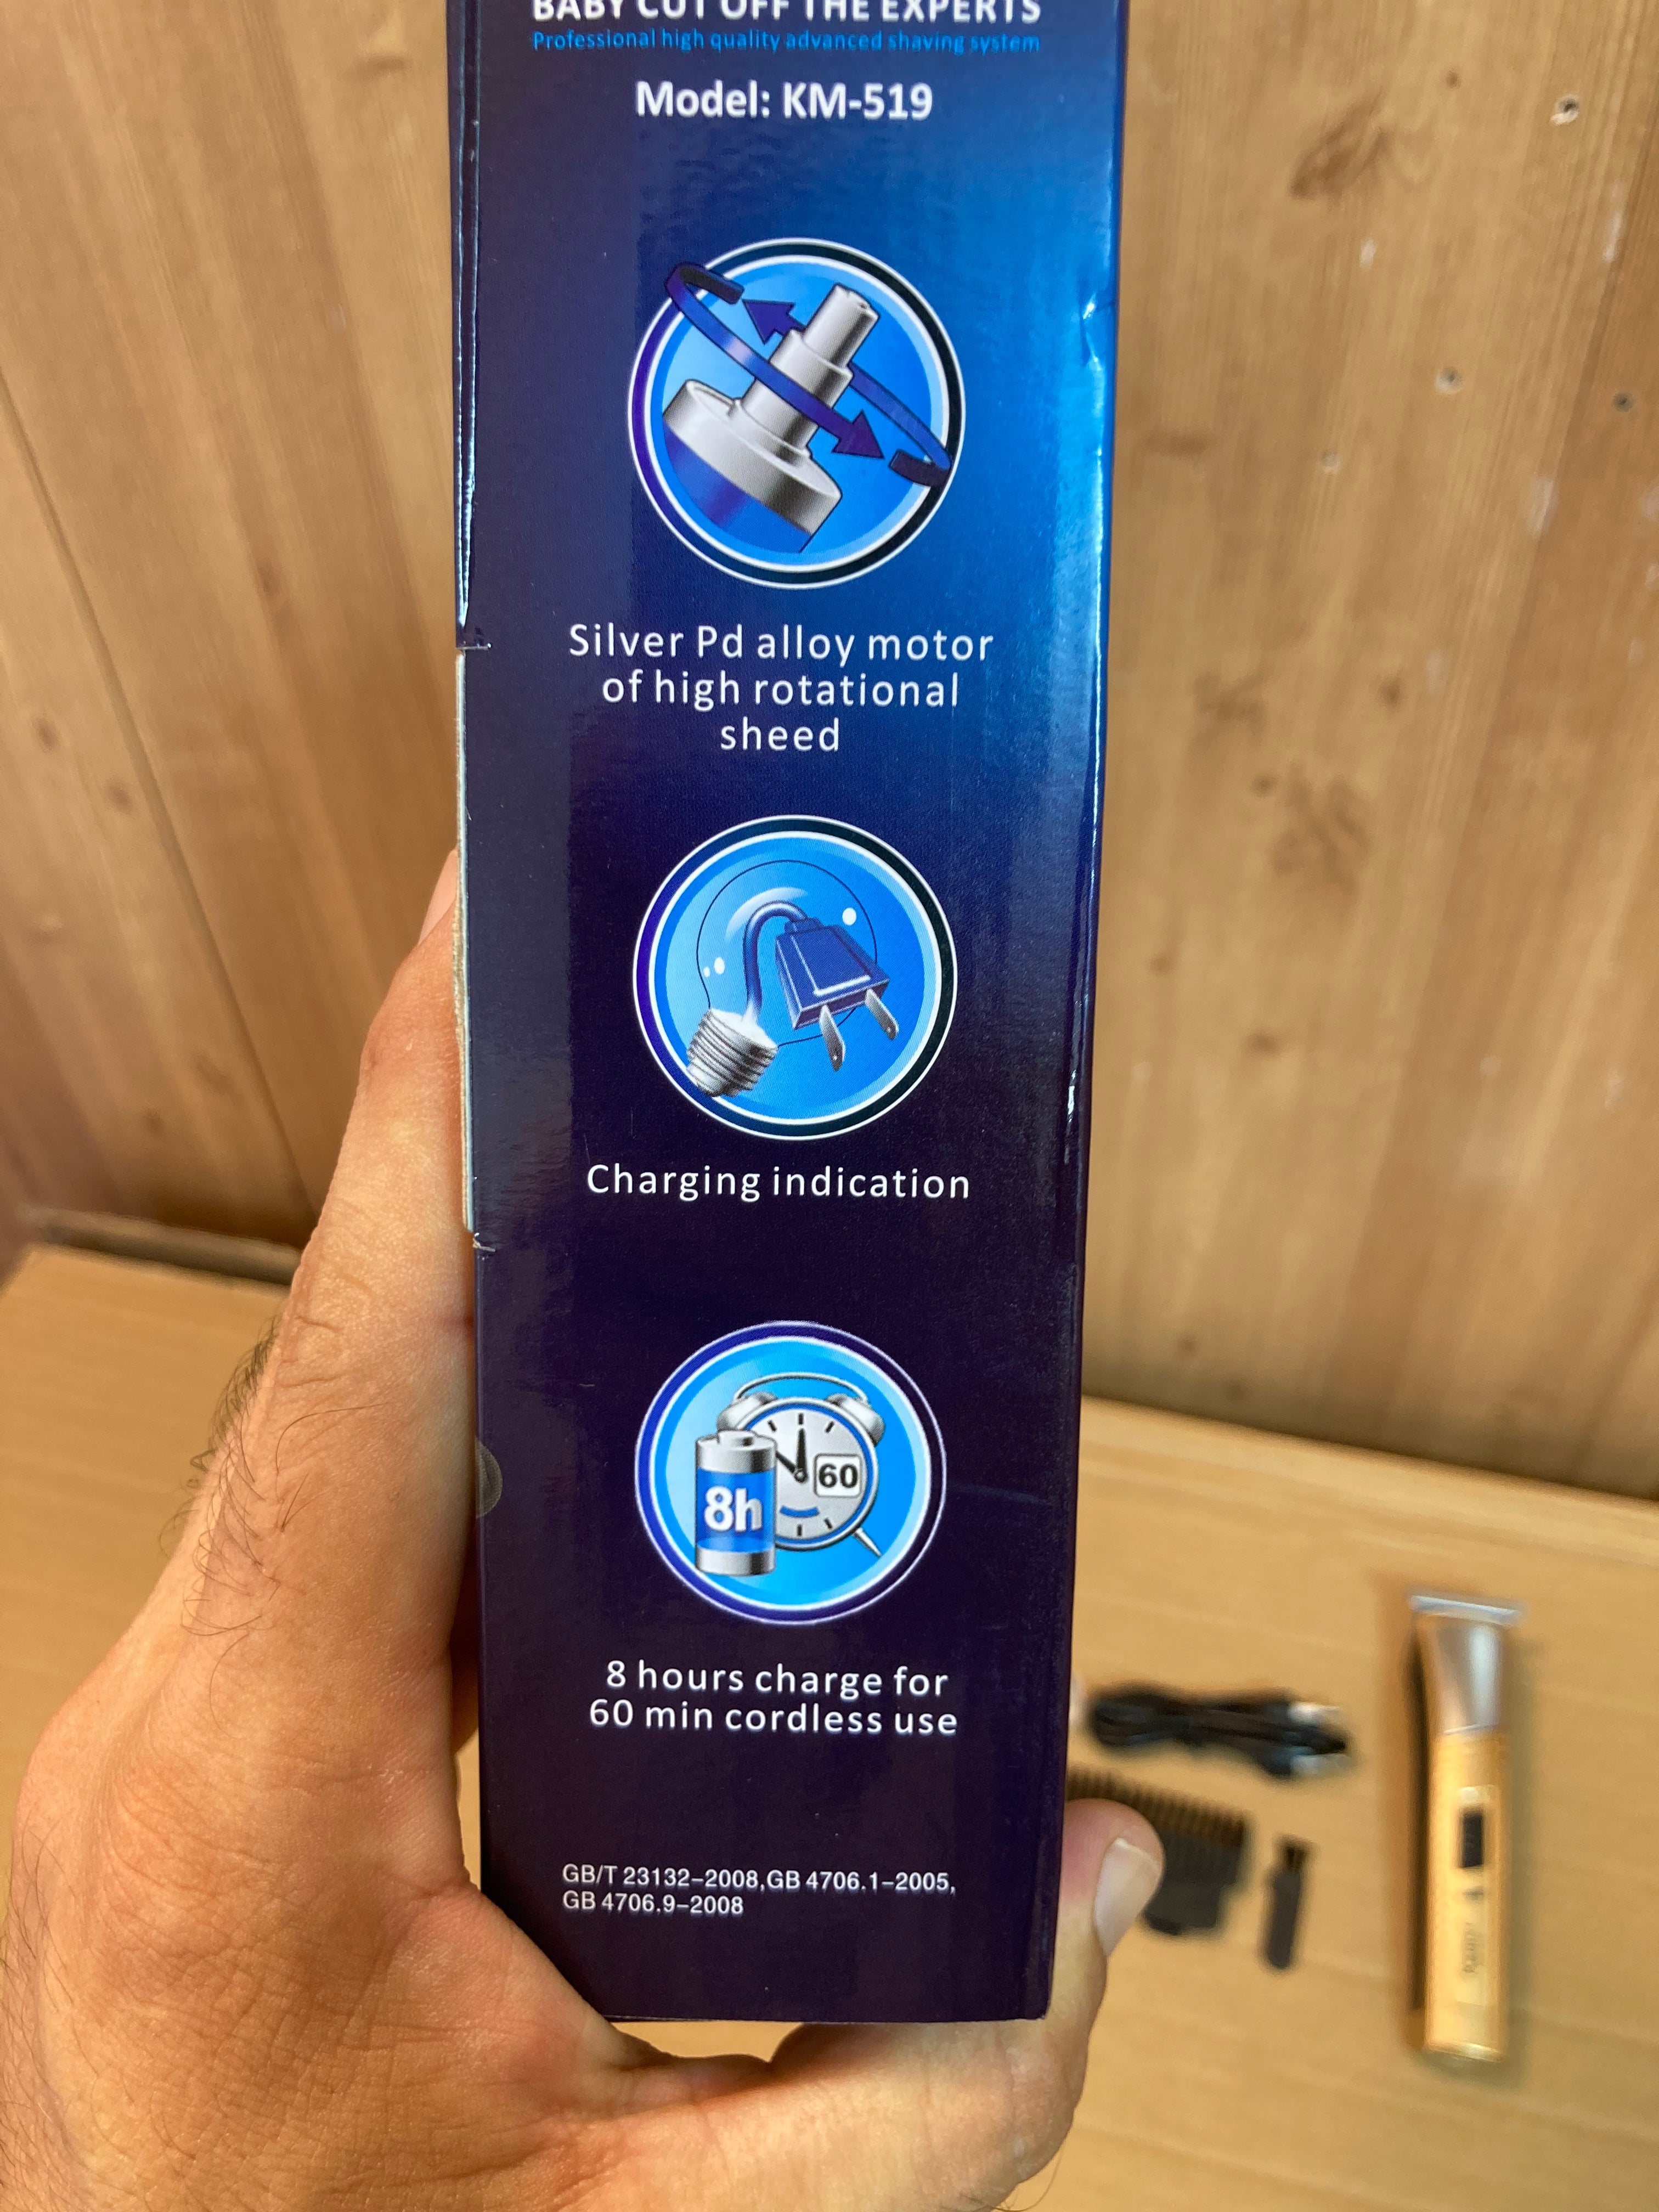 BABY CUT OFF THE EXPERTS
Professional high quality advanced shaving system
Model: KM-519
Silver Pd alloy motor
of high rotational
sheed
Charging indication
60
8h
8 hours charge for
60 min cordless use
GB/T 23132-2008,GB 4706.1-2005,
GB 4706.9-2008